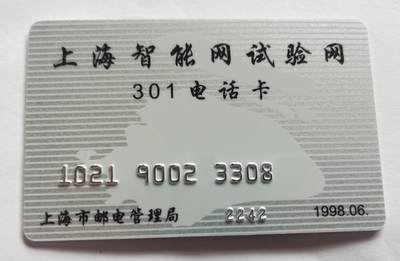 上海智能网试验网
301电话卡
1021 9002 3308
上海市邮电管理局 2242 1998.06.